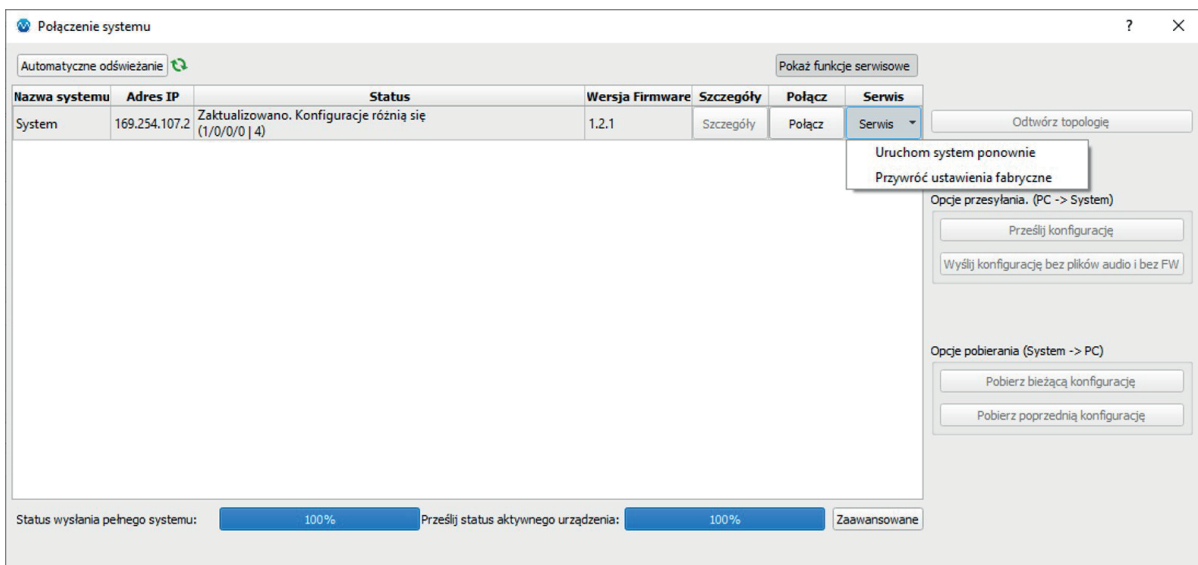 Połączenie systemu
?
Automatyczne odświeżanie
Pokaż funkcje serwisowe
Nazwa systemu Adres IP Status Wersja Firmware Szczegóły Połącz Serwis
System 169.254.107.2 Zaktualizowano. Konfiguracje różnią się
(1/0/0/0 | 4) 1.2.1 Szczegóły Połącz Serwis
Odtwórz topologię
Uruchom system ponownie
Przywróć ustawienia fabryczne
Opcje przesyłania. (PC -> System)
Prześlij konfigurację
Wyślij konfigurację bez plików audio i bez FW
Opcje pobierania (System -> PC)
Pobierz bieżącą konfigurację
Pobierz poprzednią konfigurację
Status wysłania pełnego systemu: 100% Prześlij status aktywnego urządzenia: 100% Zaawansowane